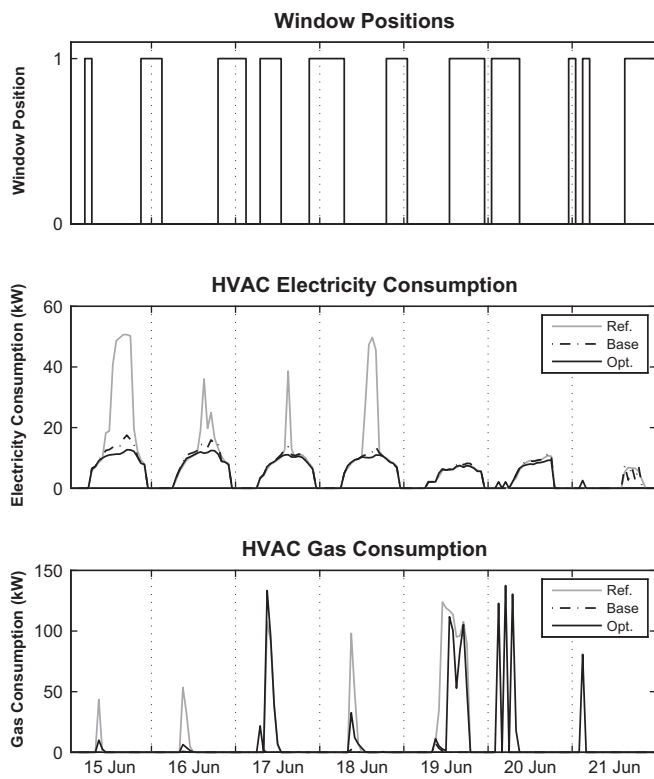 Window Positions
Window Position
1
0
HVAC Electricity Consumption
Electricity Consumption (kW)
60
40
20
0
Ref.
Base
Opt.
HVAC Gas Consumption
Gas Consumption (kW)
150
100
50
0
Ref.
Base
Opt.
15 Jun 16 Jun 17 Jun 18 Jun 19 Jun 20 Jun 21 Jun